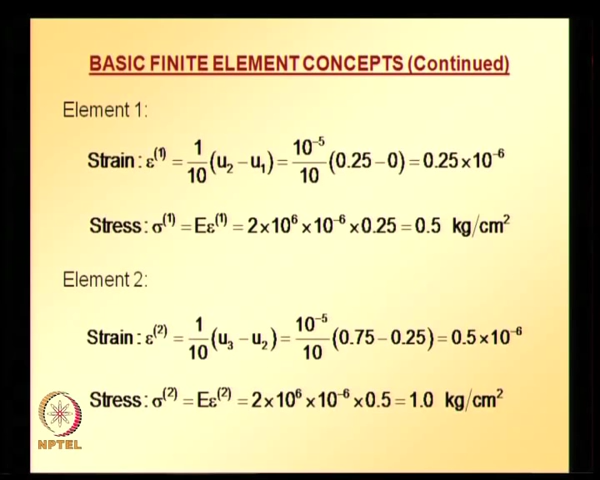 BASIC FINITE ELEMENT CONCEPTS (Continued)
Element 1:
Strain: ε⁽¹⁾ = 1/10 (u₂ − u₁) = 10⁻⁵/10 (0.25 − 0) = 0.25×10⁻⁶
Stress: σ⁽¹⁾ = Eε⁽¹⁾ = 2×10⁶ ×10⁻⁶ ×0.25 = 0.5 kg/cm²
Element 2:
Strain: ε⁽²⁾ = 1/10 (u₃ − u₂) = 10⁻⁵/10 (0.75 − 0.25) = 0.5×10⁻⁶
Stress: σ⁽²⁾ = Eε⁽²⁾ = 2×10⁶ ×10⁻⁶ ×0.5 = 1.0 kg/cm²
NPTEL